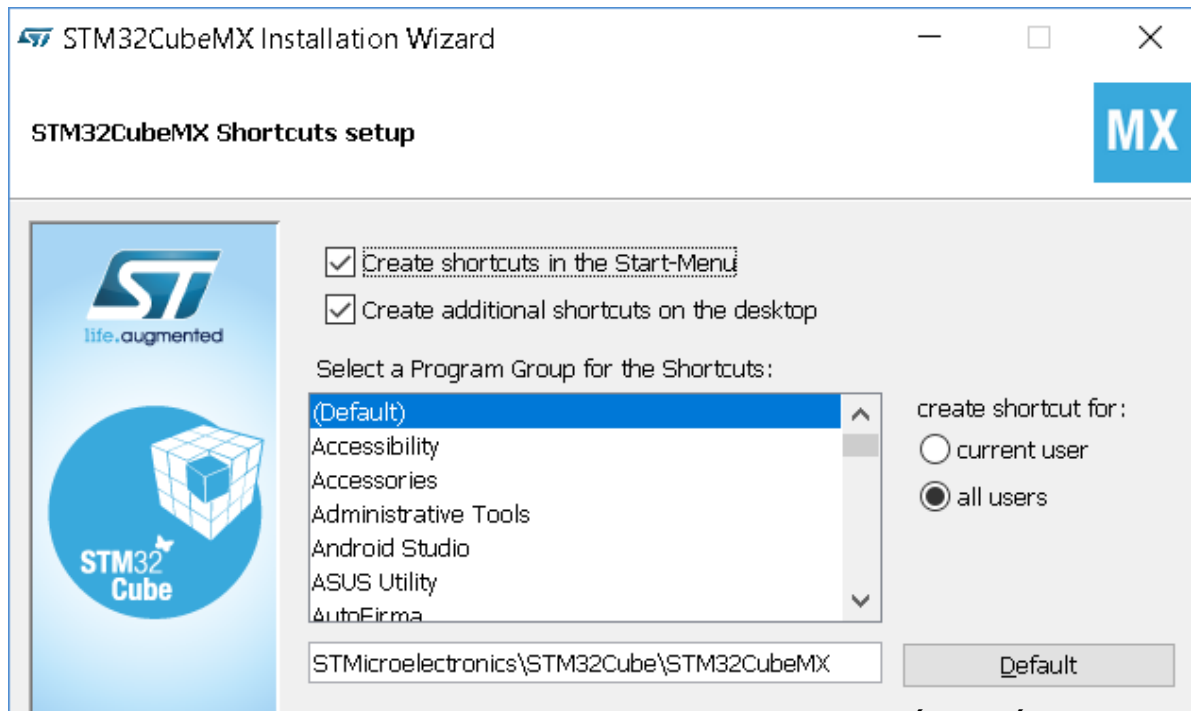 STM32CubeMX Installation Wizard
STM32CubeMX Shortcuts setup
MX
ST
life.augmented
STM32
Cube
Create shortcuts in the Start-Menu
Create additional shortcuts on the desktop
Select a Program Group for the Shortcuts:
(Default)
Accessibility
Accessories
Administrative Tools
Android Studio
ASUS Utility
AutoFirma
create shortcut for:
current user
all users
STMicroelectronics\STM32Cube\STM32CubeMX
Default